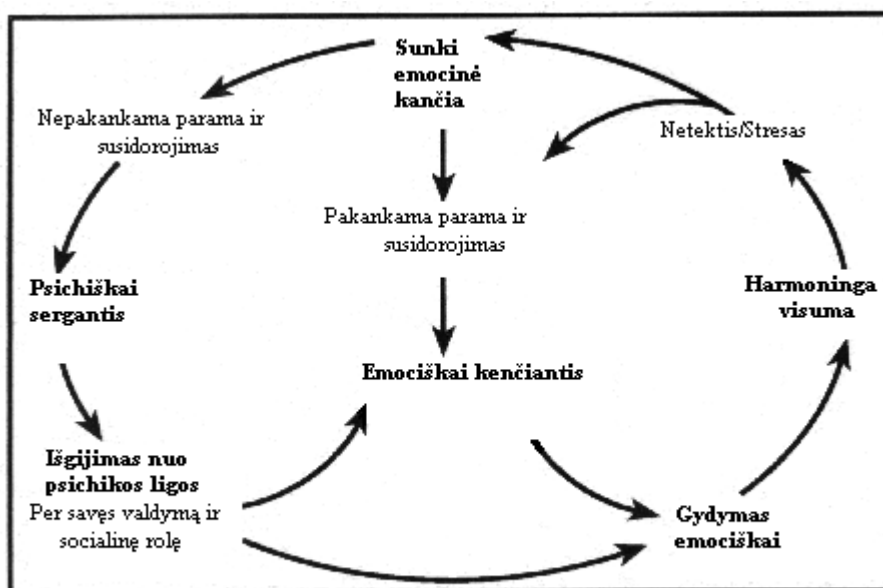 Sunki
emocinė
kančia
Nepakankama parama ir
susidorojimas
Netektis/Stresas
Pakankama parama ir
susidorojimas
Psichiškai
sergantis
Harmoninga
visuma
Emociškai kenčiantis
Išgijimas nuo
psichikos ligos
Per savęs valdymą ir
socialinę rolę
Gydymas
emociškai